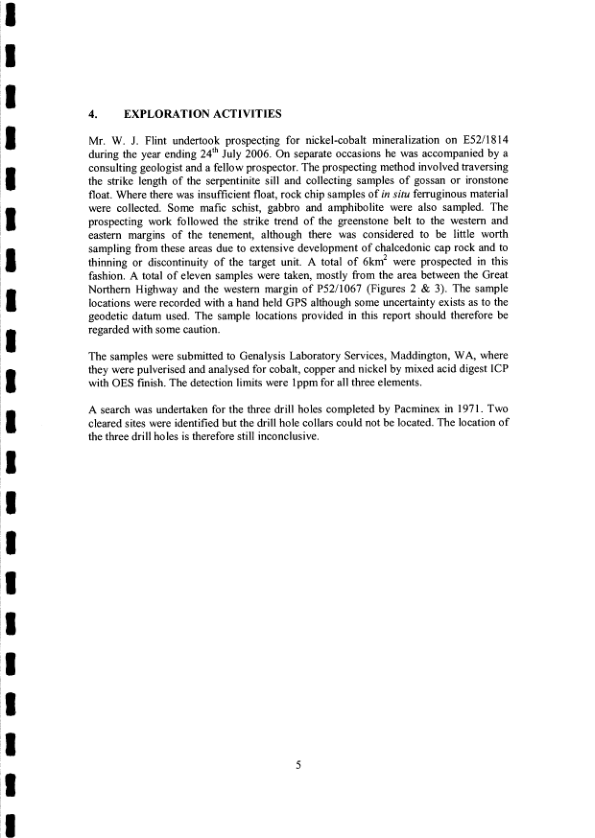 4. EXPLORATION ACTIVITIES
Mr. W. J. Flint undertook prospecting for nickel-cobalt mineralization on E52/1814
during the year ending 24th July 2006. On separate occasions he was accompanied by a
consulting geologist and a fellow prospector. The prospecting method involved traversing
the strike length of the serpentinite sill and collecting samples of gossan or ironstone
float. Where there was insufficient float, rock chip samples of in situ ferruginous material
were collected. Some mafic schist, gabbro and amphibolite were also sampled. The
prospecting work followed the strike trend of the greenstone belt to the western and
eastern margins of the tenement, although there was considered to be little worth
sampling from these areas due to extensive development of chalcedonic cap rock and to
thinning or discontinuity of the target unit. A total of 6km2 were prospected in this
fashion. A total of eleven samples were taken, mostly from the area between the Great
Northern Highway and the western margin of P52/1067 (Figures 2 & 3). The sample
locations were recorded with a hand held GPS although some uncertainty exists as to the
geodetic datum used. The sample locations provided in this report should therefore be
regarded with some caution.
The samples were submitted to Genalysis Laboratory Services, Maddington, WA, where
they were pulverised and analysed for cobalt, copper and nickel by mixed acid digest ICP
with OES finish. The detection limits were 1ppm for all three elements.
A search was undertaken for the three drill holes completed by Pacminex in 1971. Two
cleared sites were identified but the drill hole collars could not be located. The location of
the three drill holes is therefore still inconclusive.
5